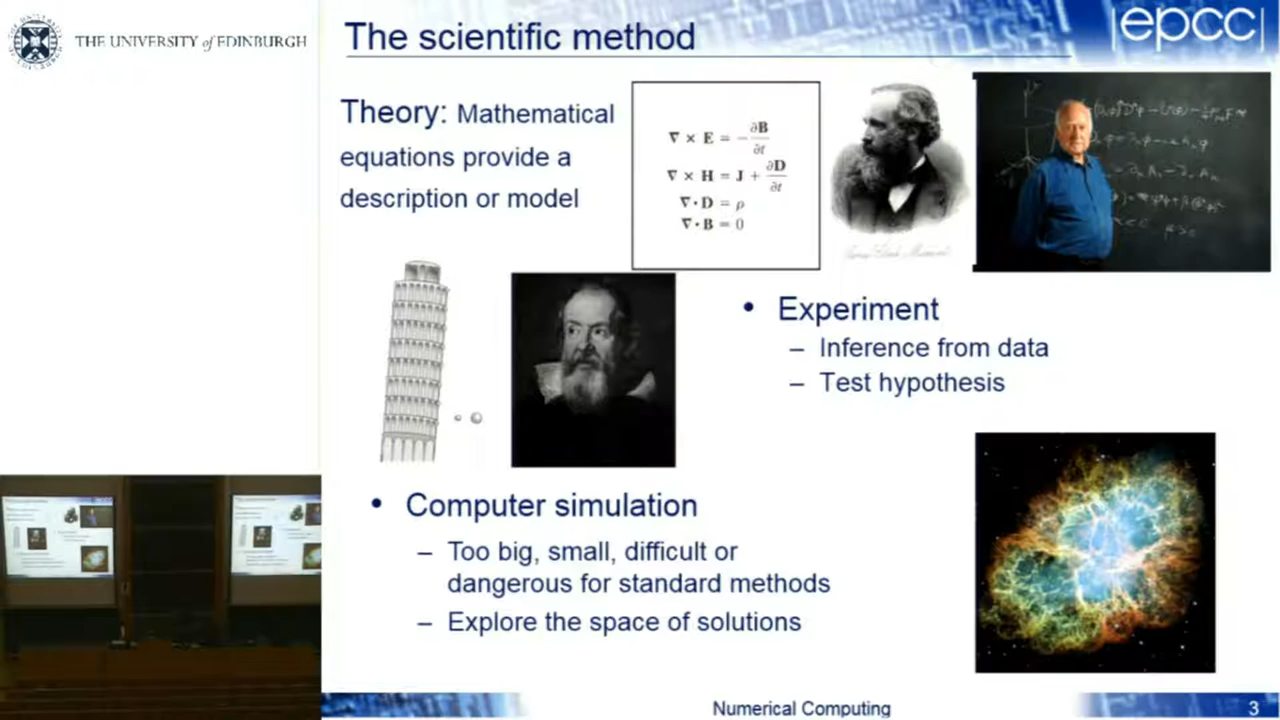 THE UNIVERSITY of EDINBURGH
The scientific method
|epcc|
Theory: Mathematical
equations provide a
description or model
∇ × E = -∂B/∂t
∇ × H = J + ∂D/∂t
∇·D = ρ
∇·B = 0
• Experiment
– Inference from data
– Test hypothesis
• Computer simulation
– Too big, small, difficult or
dangerous for standard methods
– Explore the space of solutions
Numerical Computing
3